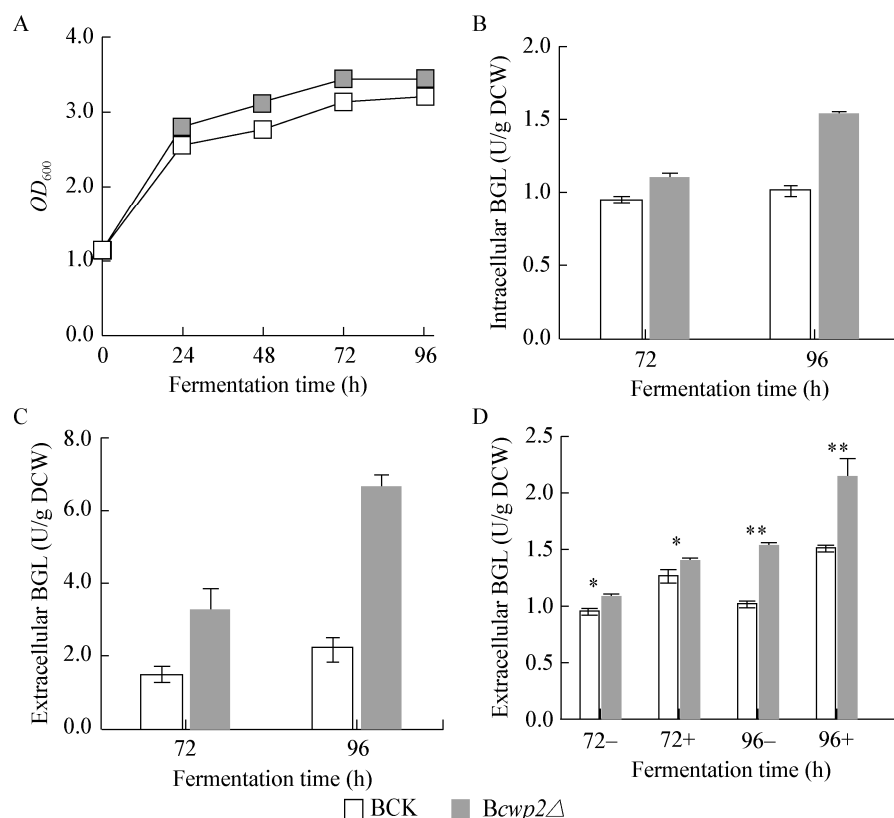 A
4.0
3.0
2.0
1.0
0.0
OD600
0 24 48 72 96
Fermentation time (h)
B
2.0
1.5
1.0
0.5
0.0
Intracellular BGL (U/g DCW)
72 96
Fermentation time (h)
C
8.0
6.0
4.0
2.0
0.0
Extracellular BGL (U/g DCW)
72 96
Fermentation time (h)
D
2.5
2.0
1.5
1.0
0.5
0.0
Extracellular BGL (U/g DCW)
* * ** **
72– 72+ 96– 96+
Fermentation time (h)
BCK Bcwp2△